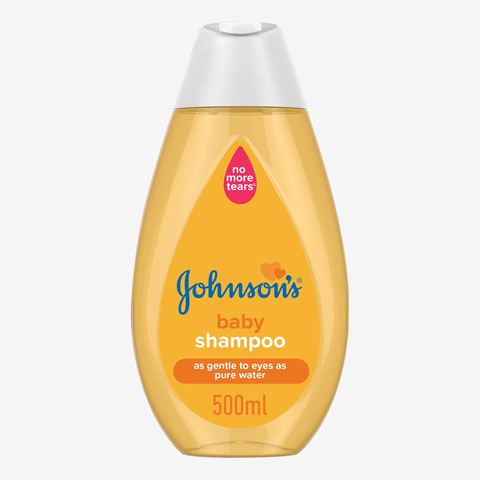 no
more
tears®
Johnson's®
baby
shampoo
as gentle to eyes as
pure water
500ml